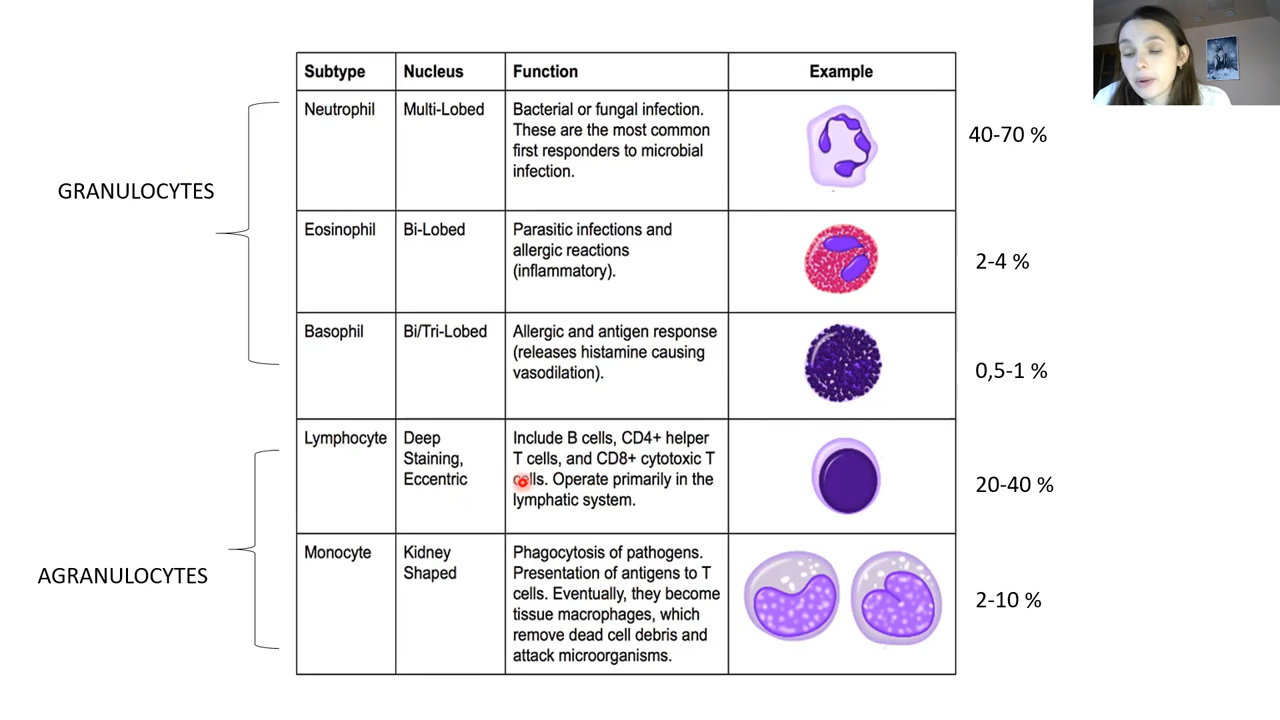 Subtype Nucleus Function Example
Neutrophil Multi-Lobed Bacterial or fungal infection.
These are the most common
first responders to microbial
infection.
40-70 %
GRANULOCYTES
Eosinophil Bi-Lobed Parasitic infections and
allergic reactions
(inflammatory).
2-4 %
Basophil Bi/Tri-Lobed Allergic and antigen response
(releases histamine causing
vasodilation).
0,5-1 %
Lymphocyte Deep
Staining,
Eccentric
Include B cells, CD4+ helper
T cells, and CD8+ cytotoxic T
cells. Operate primarily in the
lymphatic system.
20-40 %
AGRANULOCYTES
Monocyte Kidney
Shaped
Phagocytosis of pathogens.
Presentation of antigens to T
cells. Eventually, they become
tissue macrophages, which
remove dead cell debris and
attack microorganisms.
2-10 %